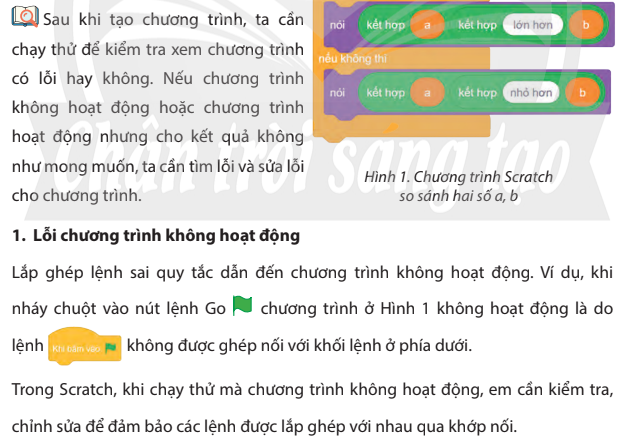 Sau khi tạo chương trình, ta cần
chạy thử để kiểm tra xem chương trình
có lỗi hay không. Nếu chương trình
không hoạt động hoặc chương trình
hoạt động nhưng cho kết quả không
như mong muốn, ta cần tìm lỗi và sửa lỗi
cho chương trình.
nói kết hợp a kết hợp lớn hơn b
nếu không thì
nói kết hợp a kết hợp nhỏ hơn b
Hình 1. Chương trình Scratch
so sánh hai số a, b
Chân trời sáng tạo
1. Lỗi chương trình không hoạt động
Lắp ghép lệnh sai quy tắc dẫn đến chương trình không hoạt động. Ví dụ, khi
nháy chuột vào nút lệnh Go chương trình ở Hình 1 không hoạt động là do
lệnh Khi bấm vào không được ghép nối với khối lệnh ở phía dưới.
Trong Scratch, khi chạy thử mà chương trình không hoạt động, em cần kiểm tra,
chỉnh sửa để đảm bảo các lệnh được lắp ghép với nhau qua khớp nối.